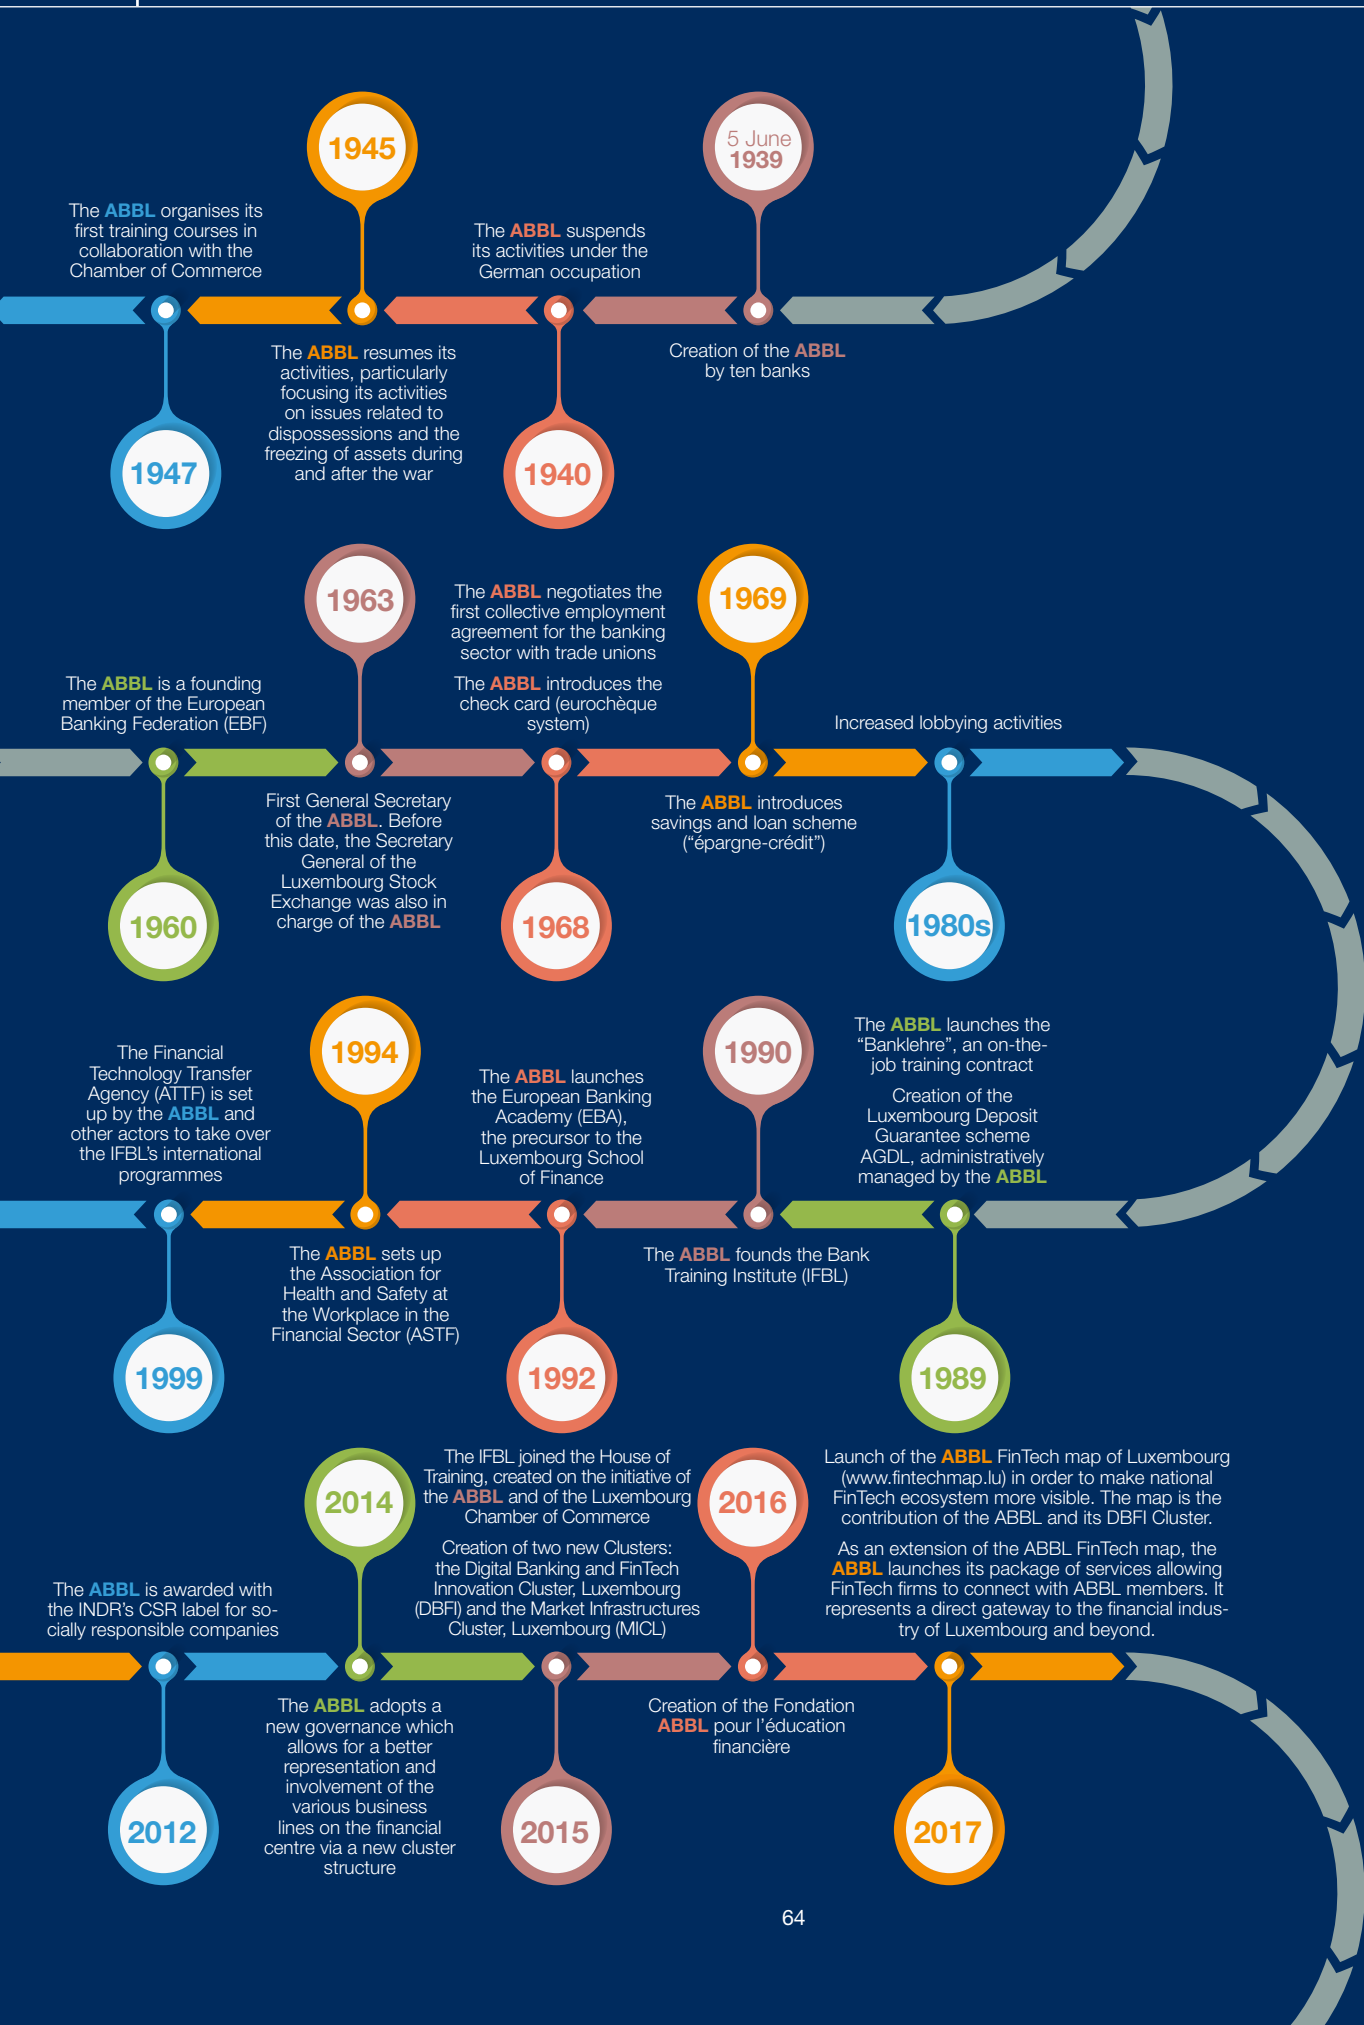 5 June
1939
Creation of the ABBL
by ten banks
The ABBL suspends
its activities under the
German occupation
1940
1945
The ABBL resumes its
activities, particularly
focusing its activities
on issues related to
dispossessions and the
freezing of assets during
and after the war
The ABBL organises its
first training courses in
collaboration with the
Chamber of Commerce
1947
The ABBL is a founding
member of the European
Banking Federation (EBF)
1960
1963
First General Secretary
of the ABBL. Before
this date, the Secretary
General of the
Luxembourg Stock
Exchange was also in
charge of the ABBL
The ABBL negotiates the
first collective employment
agreement for the banking
sector with trade unions
The ABBL introduces the
check card (eurochèque
system)
1968
1969
The ABBL introduces
savings and loan scheme
(“épargne-crédit”)
Increased lobbying activities
1980s
The ABBL launches the
“Banklehre”, an on-the-
job training contract
Creation of the
Luxembourg Deposit
Guarantee scheme
AGDL, administratively
managed by the ABBL
1989
1990
The ABBL founds the Bank
Training Institute (IFBL)
The ABBL launches
the European Banking
Academy (EBA),
the precursor to the
Luxembourg School
of Finance
1992
1994
The ABBL sets up
the Association for
Health and Safety at
the Workplace in the
Financial Sector (ASTF)
The Financial
Technology Transfer
Agency (ATTF) is set
up by the ABBL and
other actors to take over
the IFBL’s international
programmes
1999
The ABBL is awarded with
the INDR’s CSR label for so-
cially responsible companies
2012
2014
The ABBL adopts a
new governance which
allows for a better
representation and
involvement of the
various business
lines on the financial
centre via a new cluster
structure
The IFBL joined the House of
Training, created on the initiative of
the ABBL and of the Luxembourg
Chamber of Commerce
Creation of two new Clusters:
the Digital Banking and FinTech
Innovation Cluster, Luxembourg
(DBFI) and the Market Infrastructures
Cluster, Luxembourg (MICL)
2015
2016
Creation of the Fondation
ABBL pour l’éducation
financière
Launch of the ABBL FinTech map of Luxembourg
(www.fintechmap.lu) in order to make national
FinTech ecosystem more visible. The map is the
contribution of the ABBL and its DBFI Cluster.
As an extension of the ABBL FinTech map, the
ABBL launches its package of services allowing
FinTech firms to connect with ABBL members. It
represents a direct gateway to the financial indus-
try of Luxembourg and beyond.
2017
64